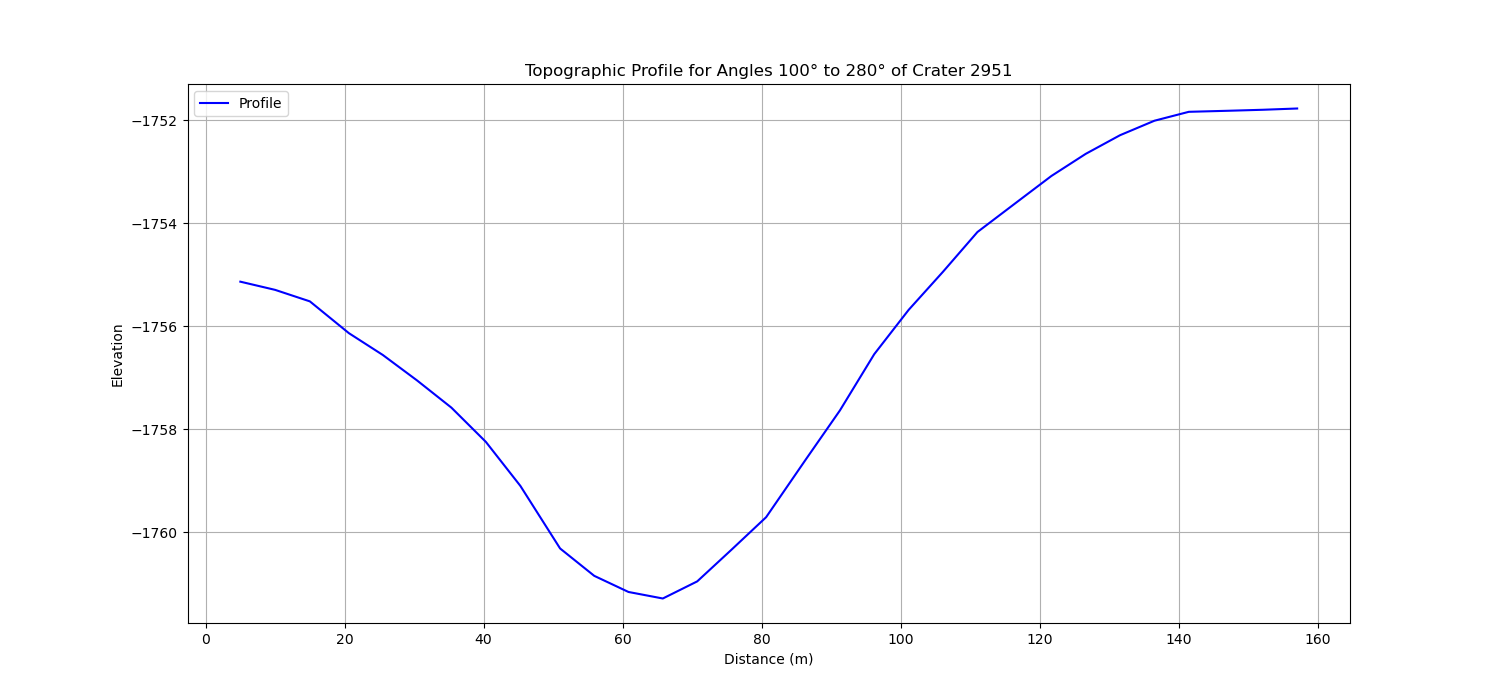 Topographic Profile for Angles 100° to 280° of Crater 2951
Profile
−1752
−1754
−1756
−1758
−1760
Elevation
0 20 40 60 80 100 120 140 160
Distance (m)